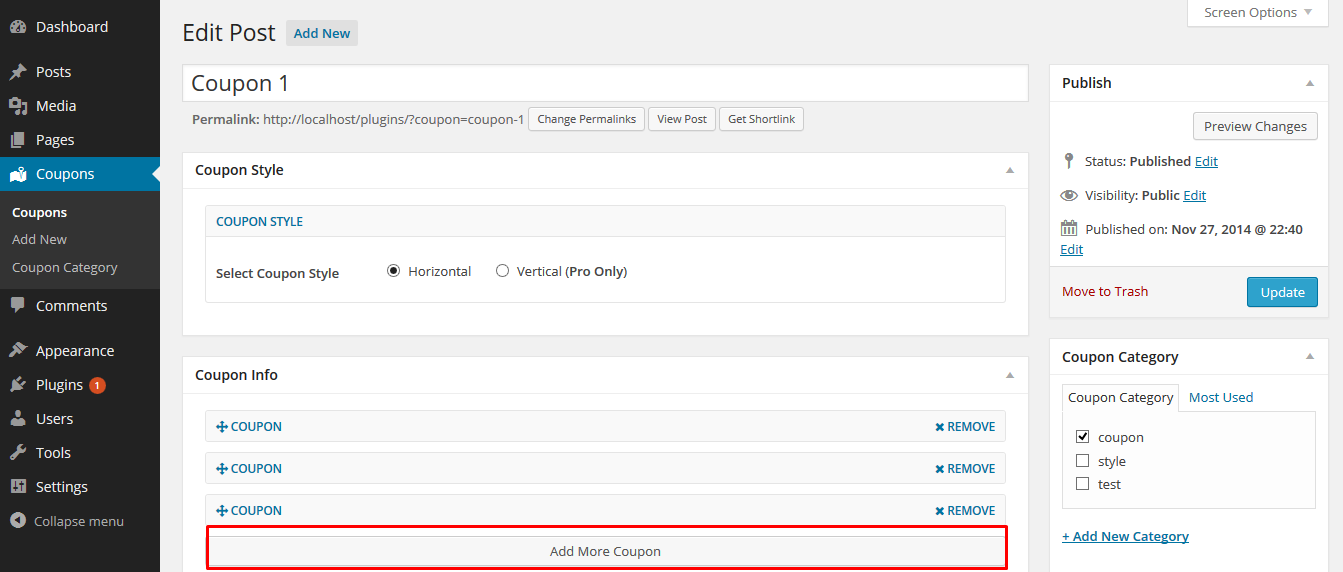 Dashboard
Posts
Media
Pages
Coupons
Coupons
Add New
Coupon Category
Comments
Appearance
Plugins 1
Users
Tools
Settings
Collapse menu
Screen Options
Edit Post Add New
Coupon 1
Permalink: http://localhost/plugins/?coupon=coupon-1 Change Permalinks View Post Get Shortlink
Coupon Style
COUPON STYLE
Select Coupon Style Horizontal Vertical (Pro Only)
Coupon Info
COUPON REMOVE
COUPON REMOVE
COUPON REMOVE
Add More Coupon
Publish
Preview Changes
Status: Published Edit
Visibility: Public Edit
Published on: Nov 27, 2014 @ 22:40
Edit
Move to Trash Update
Coupon Category
Coupon Category Most Used
coupon
style
test
+ Add New Category